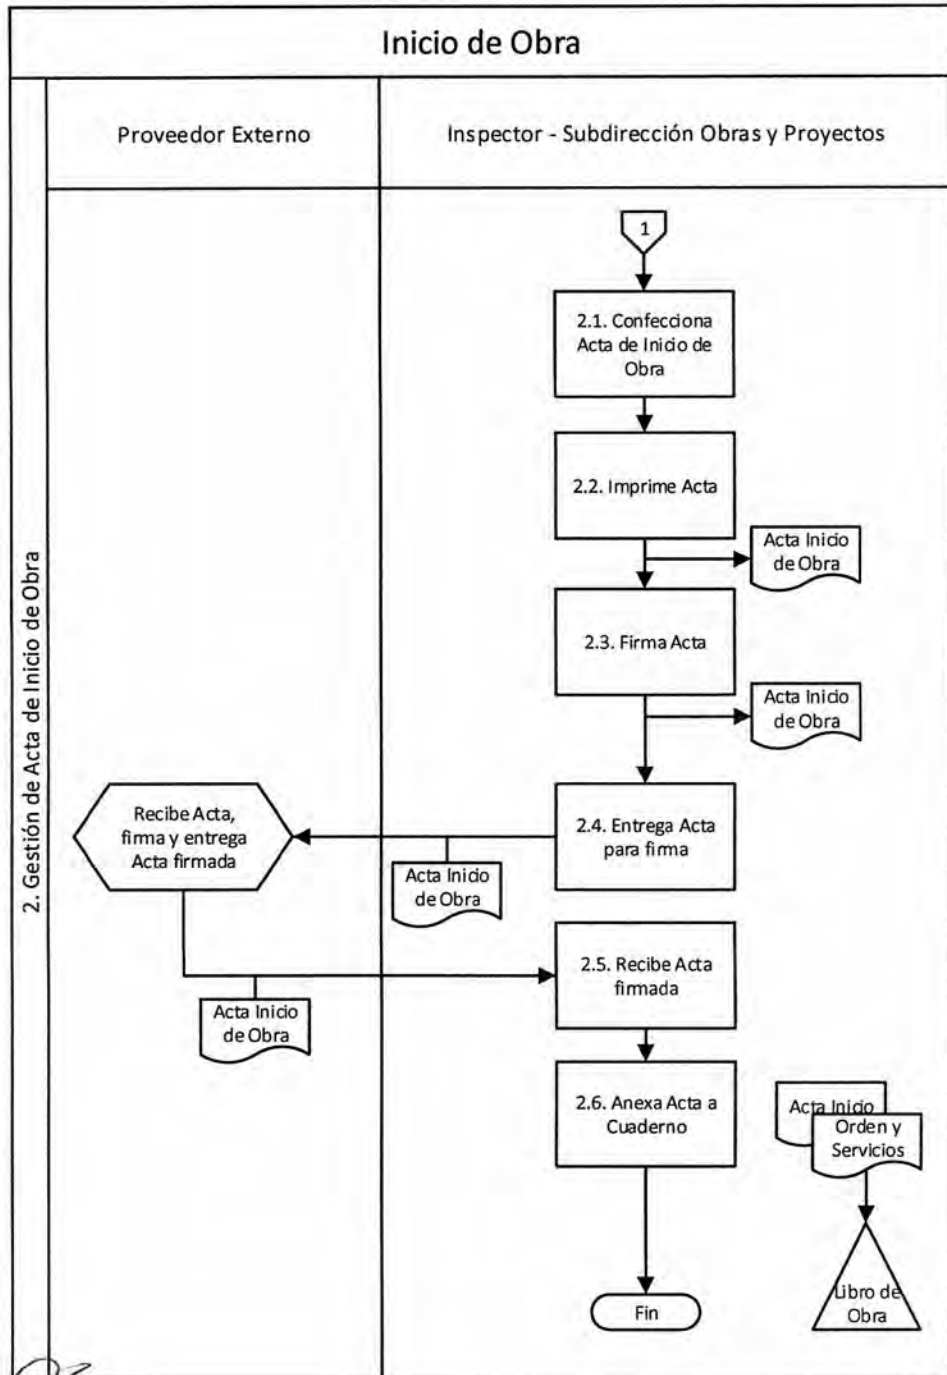 Inicio de Obra
Proveedor Externo
Inspector - Subdirección Obras y Proyectos
2. Gestión de Acta de Inicio de Obra
1
2.1. Confecciona
Acta de Inicio de
Obra
2.2. Imprime Acta
Acta Inicio
de Obra
2.3. Firma Acta
Acta Inicio
de Obra
Recibe Acta,
firma y entrega
Acta firmada
2.4. Entrega Acta
para firma
Acta Inicio
de Obra
2.5. Recibe Acta
firmada
Acta Inicio
de Obra
2.6. Anexa Acta a
Cuaderno
Acta Inicio
Orden y
Servicios
Libro de
Obra
Fin